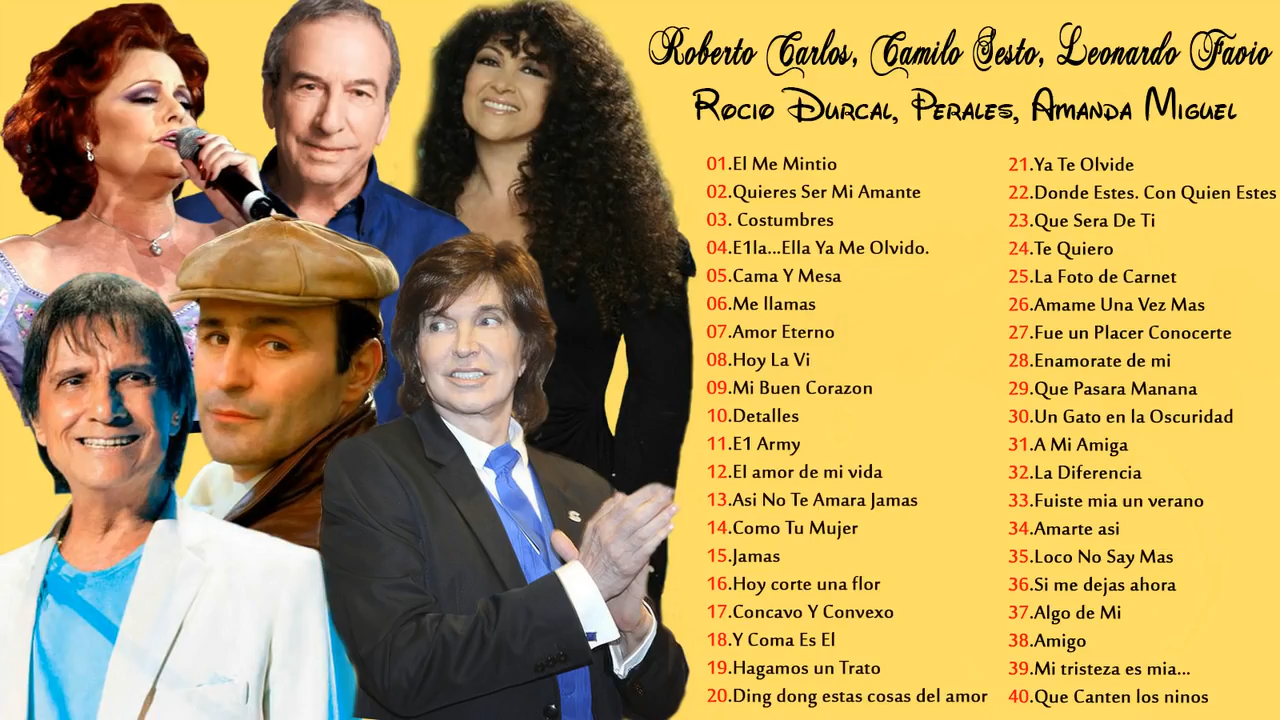 Roberto Carlos, Camilo Sesto, Leonardo Favio
Rocio Durcal, Perales, Amanda Miguel
01.El Me Mintio
02.Quieres Ser Mi Amante
03. Costumbres
04.E1la...Ella Ya Me Olvido.
05.Cama Y Mesa
06.Me llamas
07.Amor Eterno
08.Hoy La Vi
09.Mi Buen Corazon
10.Detalles
11.E1 Army
12.EI amor de mi vida
13.Asi No Te Amara Jamas
14.Como Tu Mujer
15.Jamas
16.Hoy corte una flor
17.Concavo Y Convexo
18.Y Coma Es El
19.Hagamos un Trato
20.Ding dong estas cosas del amor
21.Ya Te Olvide
22.Donde Estes. Con Quien Estes
23.Que Sera De Ti
24.Te Quiero
25.La Foto de Carnet
26.Amame Una Vez Mas
27.Fue un Placer Conocerte
28.Enamorate de mi
29.Que Pasara Manana
30.Un Gato en la Oscuridad
31.A Mi Amiga
32.La Diferencia
33.Fuiste mia un verano
34.Amarte asi
35.Loco No Say Mas
36.Si me dejas ahora
37.Algo de Mi
38.Amigo
39.Mi tristeza es mia...
40.Que Canten los ninos